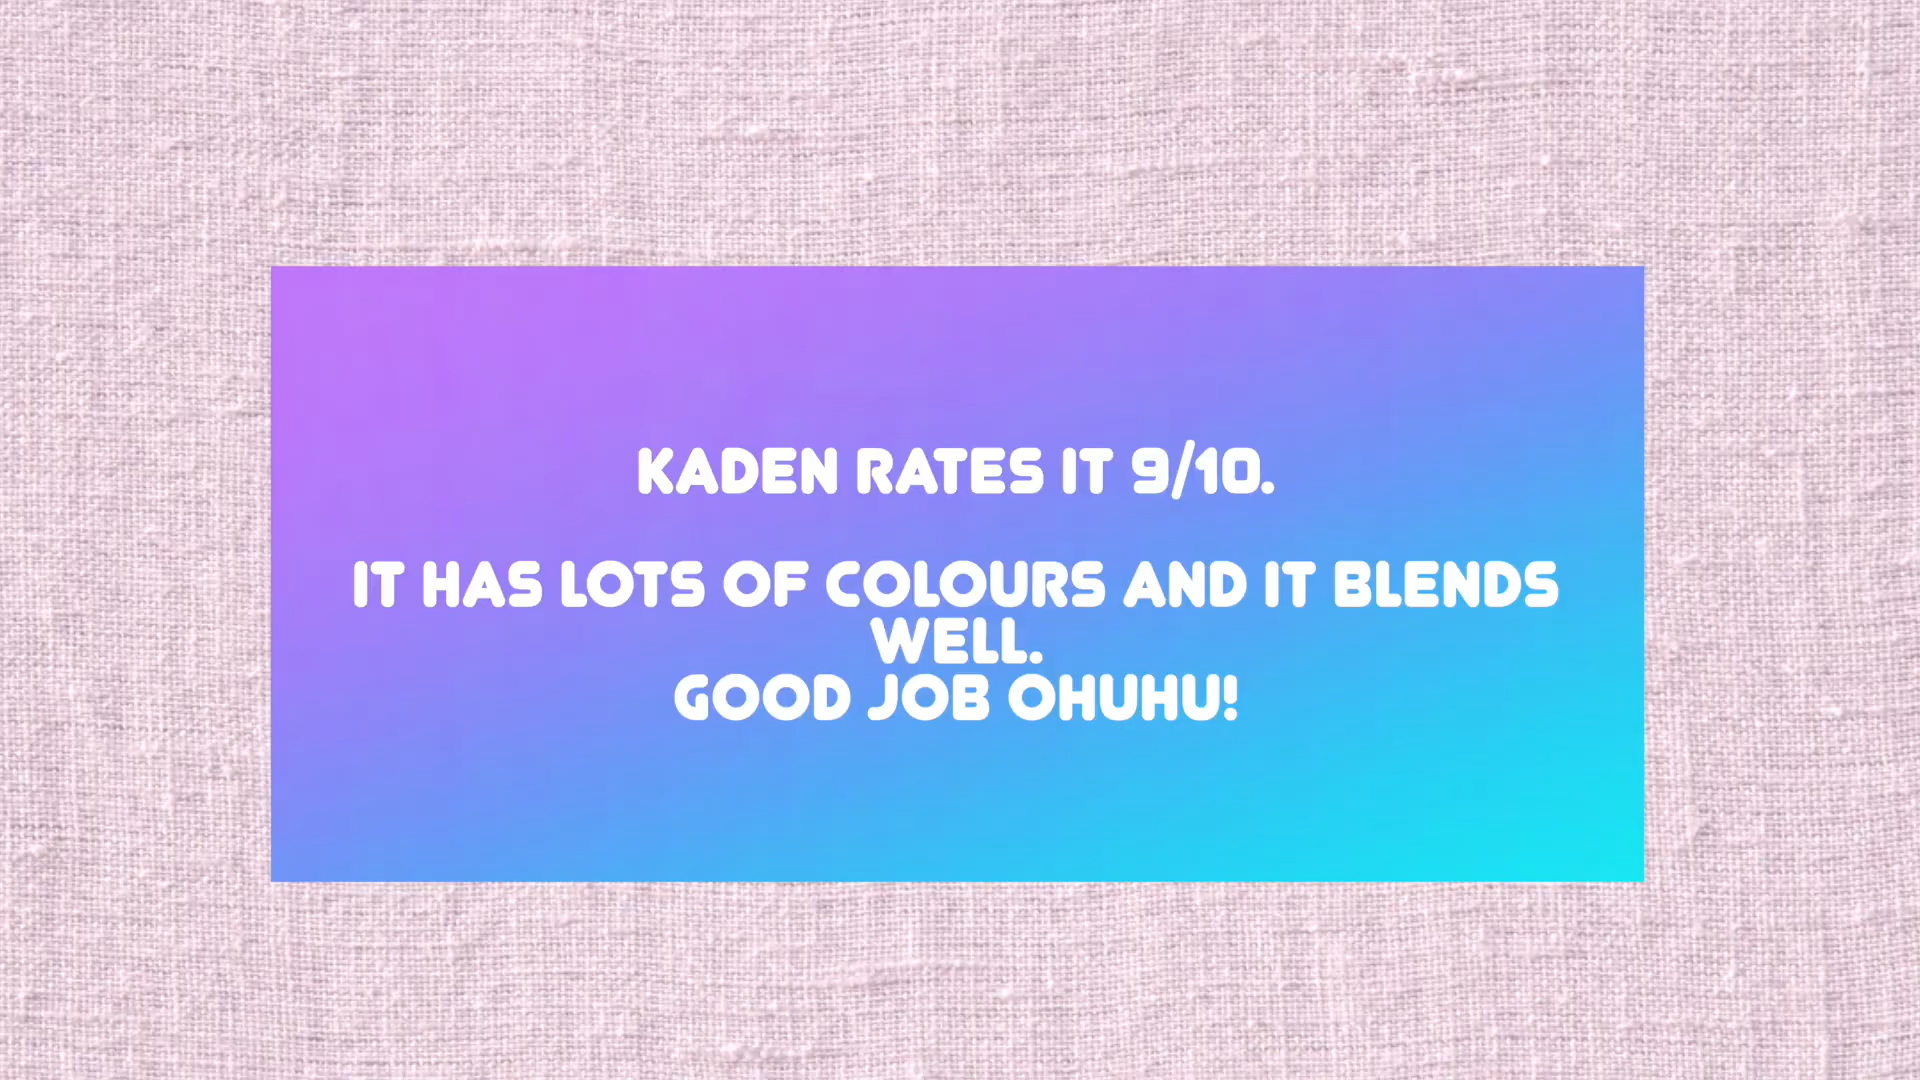 KADEN RATES IT 9/10.
IT HAS LOTS OF COLOURS AND IT BLENDS
WELL.
GOOD JOB OHUHU!